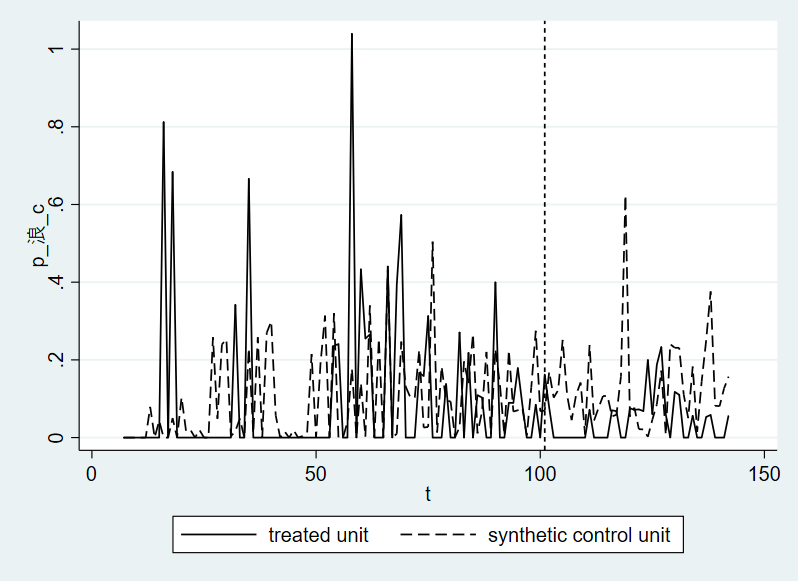 p_浪_c
1
.8
.6
.4
.2
0
0 50 100 150
t
treated unit synthetic control unit